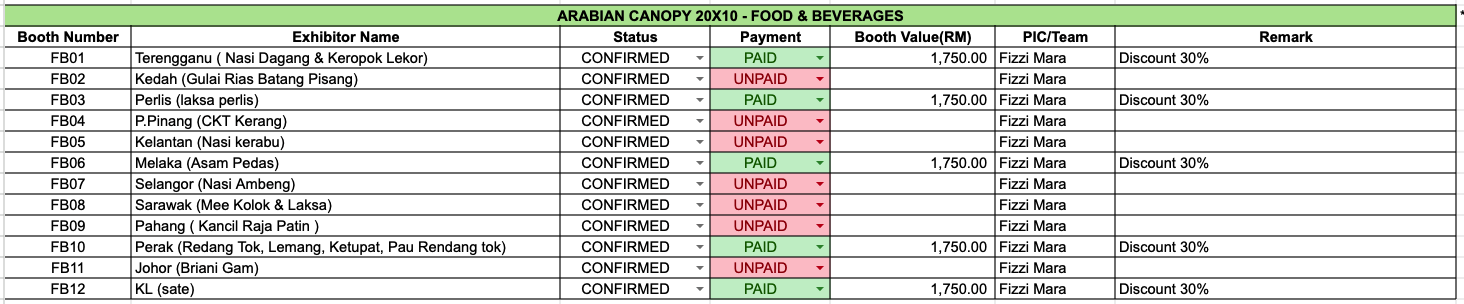 ARABIAN CANOPY 20X10 - FOOD & BEVERAGES *
Booth Number Exhibitor Name Status Payment Booth Value(RM) PIC/Team Remark
FB01 Terengganu ( Nasi Dagang & Keropok Lekor) CONFIRMED PAID 1,750.00 Fizzi Mara Discount 30%
FB02 Kedah (Gulai Rias Batang Pisang) CONFIRMED UNPAID Fizzi Mara
FB03 Perlis (laksa perlis) CONFIRMED PAID 1,750.00 Fizzi Mara Discount 30%
FB04 P.Pinang (CKT Kerang) CONFIRMED UNPAID Fizzi Mara
FB05 Kelantan (Nasi kerabu) CONFIRMED UNPAID Fizzi Mara
FB06 Melaka (Asam Pedas) CONFIRMED PAID 1,750.00 Fizzi Mara Discount 30%
FB07 Selangor (Nasi Ambeng) CONFIRMED UNPAID Fizzi Mara
FB08 Sarawak (Mee Kolok & Laksa) CONFIRMED UNPAID Fizzi Mara
FB09 Pahang ( Kancil Raja Patin ) CONFIRMED UNPAID Fizzi Mara
FB10 Perak (Redang Tok, Lemang, Ketupat, Pau Rendang tok) CONFIRMED PAID 1,750.00 Fizzi Mara Discount 30%
FB11 Johor (Briani Gam) CONFIRMED UNPAID Fizzi Mara
FB12 KL (sate) CONFIRMED PAID 1,750.00 Fizzi Mara Discount 30%